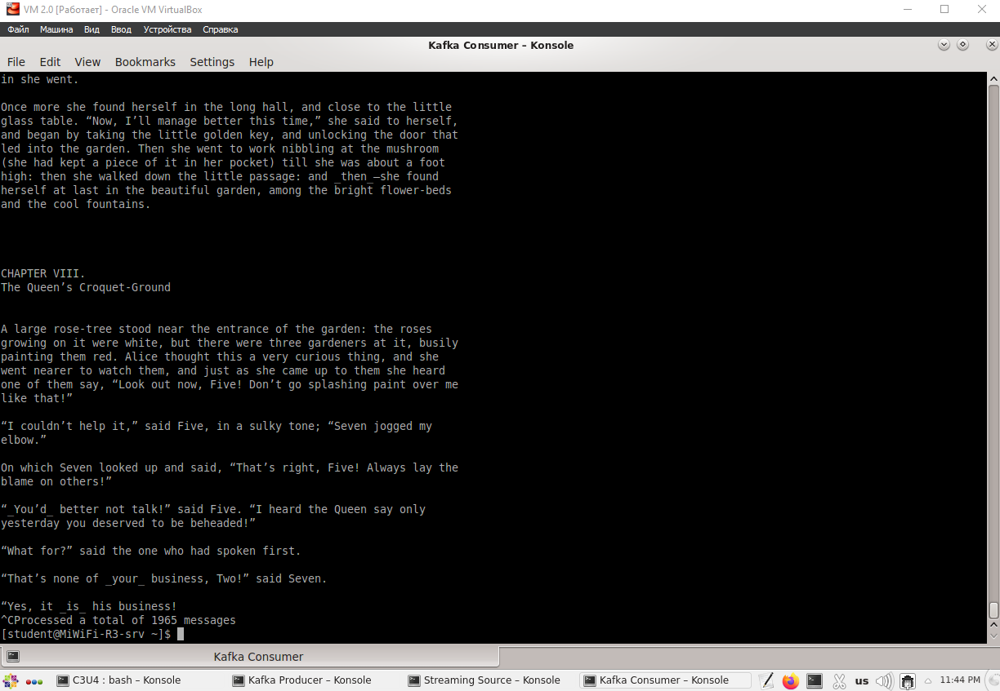 VM 2.0 [Работает] - Oracle VM VirtualBox
Файл Машина Вид Ввод Устройства Справка
Kafka Consumer – Konsole
File Edit View Bookmarks Settings Help
in she went.
Once more she found herself in the long hall, and close to the little
glass table. “Now, I’ll manage better this time,” she said to herself,
and began by taking the little golden key, and unlocking the door that
led into the garden. Then she went to work nibbling at the mushroom
(she had kept a piece of it in her pocket) till she was about a foot
high: then she walked down the little passage: and _then_—she found
herself at last in the beautiful garden, among the bright flower-beds
and the cool fountains.
CHAPTER VIII.
The Queen’s Croquet-Ground
A large rose-tree stood near the entrance of the garden: the roses
growing on it were white, but there were three gardeners at it, busily
painting them red. Alice thought this a very curious thing, and she
went nearer to watch them, and just as she came up to them she heard
one of them say, “Look out now, Five! Don’t go splashing paint over me
like that!”
“I couldn’t help it,” said Five, in a sulky tone; “Seven jogged my
elbow.”
On which Seven looked up and said, “That’s right, Five! Always lay the
blame on others!”
“_You’d_ better not talk!” said Five. “I heard the Queen say only
yesterday you deserved to be beheaded!”
“What for?” said the one who had spoken first.
“That’s none of _your_ business, Two!” said Seven.
“Yes, it _is_ his business!
^CProcessed a total of 1965 messages
[student@MiWiFi-R3-srv ~]$
Kafka Consumer
C3U4 : bash – Konsole Kafka Producer – Konsole Streaming Source – Konsole Kafka Consumer – Konsole us 11:44 PM